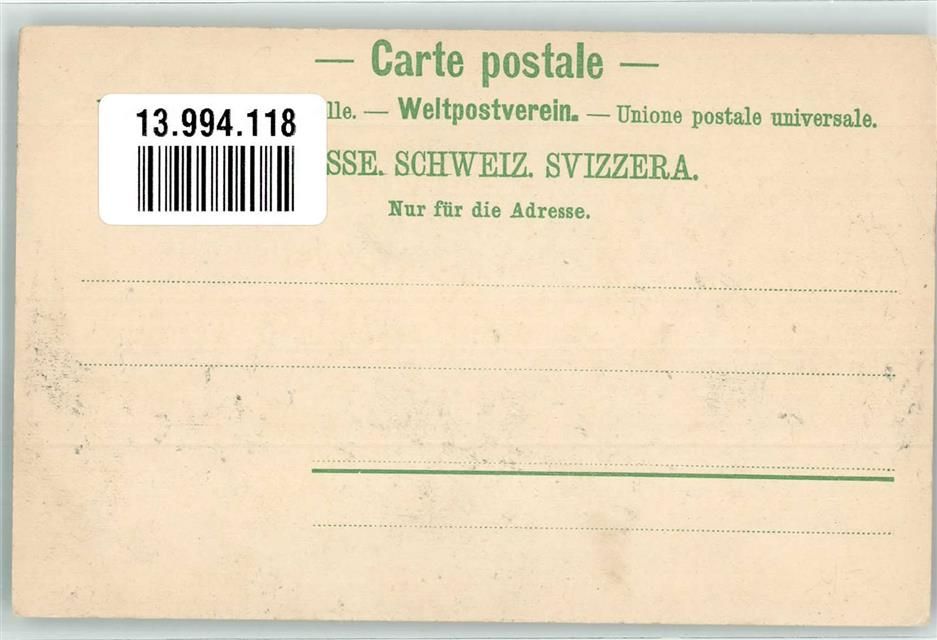 — Carte postale —
lle. — Weltpostverein. — Unione postale universale.
13.994.118
SSE. SCHWEIZ. SVIZZERA.
Nur für die Adresse.